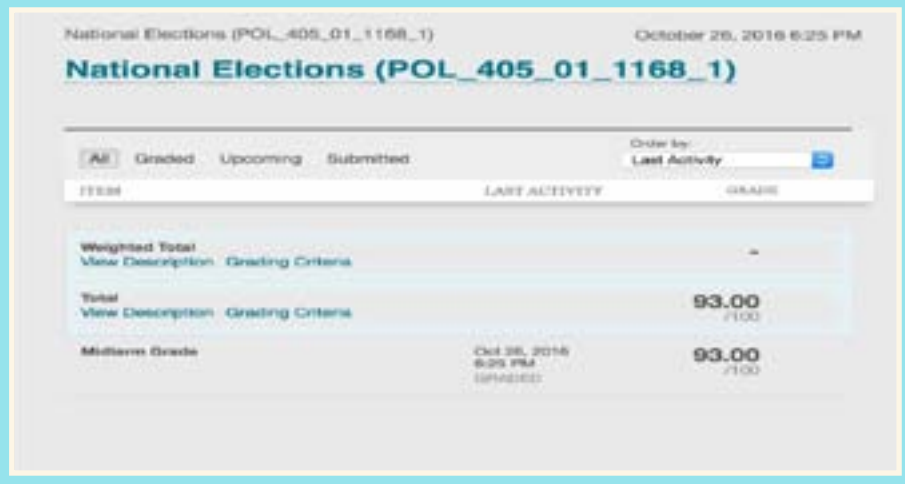 National Elections (POL_405_01_1168_1)
October 26, 2016 6:25 PM
National Elections (POL_405_01_1168_1)
Order by:
All Graded Upcoming Submitted
Last Activity
ITEM LAST ACTIVITY GRADE
Weighted Total
-
View Description Grading Criteria
Total
93.00
View Description Grading Criteria
/100
Midterm Grade
Oct 26, 2016
6:25 PM
GRADED
93.00
/100